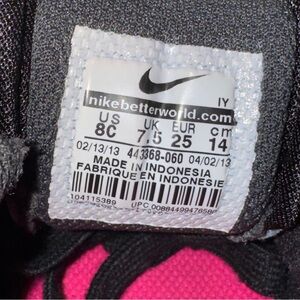 IY
nikebetterworld.com
US UK EUR cm
8C 7.5 25 14
02/13/13 443368-060 04/02/13
MADE IN INDONESIA
FABRIQUE EN INDONESIE
104115389